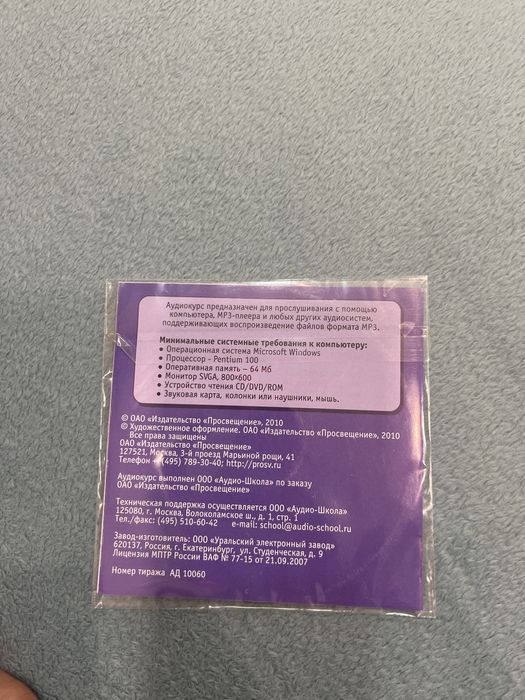 Аудиокурс предназначен для прослушивания с помощью
компьютера, MP3-плеера и любых других аудиосистем,
поддерживающих воспроизведение файлов формата MP3.
Минимальные системные требования к компьютеру:
• Операционная система Microsoft Windows
• Процессор - Pentium 100
• Оперативная память – 64 Мб
• Монитор SVGA, 800×600
• Устройство чтения CD/DVD/ROM
• Звуковая карта, колонки или наушники, мышь.
© ОАО «Издательство «Просвещение», 2010
© Художественное оформление. ОАО «Издательство «Просвещение», 2010
Все права защищены
ОАО «Издательство «Просвещение»
127521, Москва, 3-й проезд Марьиной рощи, 41
Телефон – (495) 789-30-40; http://prosv.ru
Аудиокурс выполнен ООО «Аудио-Школа» по заказу
ОАО «Издательство «Просвещение»
Техническая поддержка осуществляется ООО «Аудио-Школа»
125080, г. Москва, Волоколамское ш., д. 1, стр. 1
Тел./факс: (495) 510-60-42 e-mail: school@audio-school.ru
Завод-изготовитель: ООО «Уральский электронный завод»
620137, Россия, г. Екатеринбург, ул. Студенческая, д. 9
Лицензия МПТР России ВАФ № 77-15 от 21.09.2007
Номер тиража АД 10060